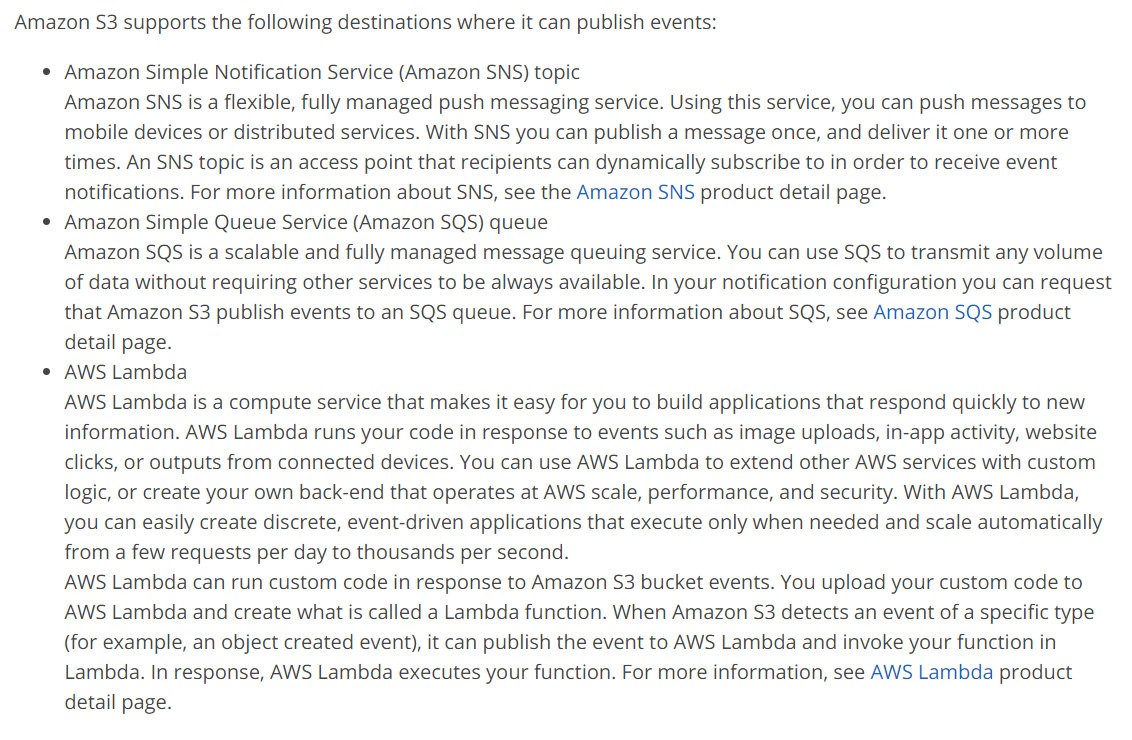 Amazon S3 supports the following destinations where it can publish events:
• Amazon Simple Notification Service (Amazon SNS) topic
Amazon SNS is a flexible, fully managed push messaging service. Using this service, you can push messages to
mobile devices or distributed services. With SNS you can publish a message once, and deliver it one or more
times. An SNS topic is an access point that recipients can dynamically subscribe to in order to receive event
notifications. For more information about SNS, see the Amazon SNS product detail page.
• Amazon Simple Queue Service (Amazon SQS) queue
Amazon SQS is a scalable and fully managed message queuing service. You can use SQS to transmit any volume
of data without requiring other services to be always available. In your notification configuration you can request
that Amazon S3 publish events to an SQS queue. For more information about SQS, see Amazon SQS product
detail page.
• AWS Lambda
AWS Lambda is a compute service that makes it easy for you to build applications that respond quickly to new
information. AWS Lambda runs your code in response to events such as image uploads, in-app activity, website
clicks, or outputs from connected devices. You can use AWS Lambda to extend other AWS services with custom
logic, or create your own back-end that operates at AWS scale, performance, and security. With AWS Lambda,
you can easily create discrete, event-driven applications that execute only when needed and scale automatically
from a few requests per day to thousands per second.
AWS Lambda can run custom code in response to Amazon S3 bucket events. You upload your custom code to
AWS Lambda and create what is called a Lambda function. When Amazon S3 detects an event of a specific type
(for example, an object created event), it can publish the event to AWS Lambda and invoke your function in
Lambda. In response, AWS Lambda executes your function. For more information, see AWS Lambda product
detail page.